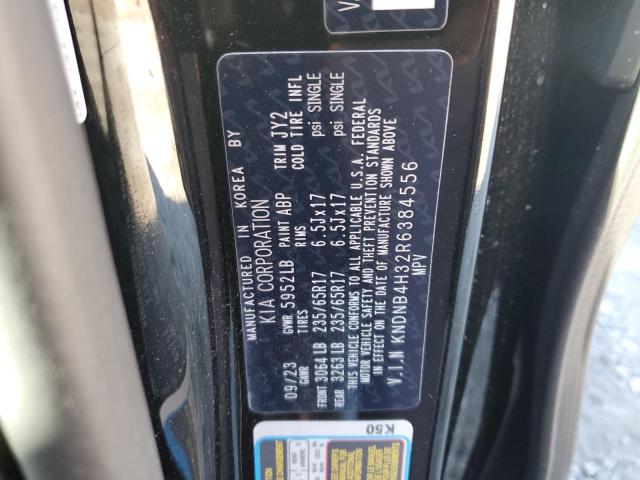 MANUFACTURED IN KOREA BY
KIA CORPORATION
09/23 GVWR 5952LB PAINT ABP TRIM JY2
GAWR TIRES RIMS COLD TIRE INFL
FRONT 3064LB 235/65R17 6.5Jx17 psi SINGLE
REAR 3263LB 235/65R17 6.5Jx17 psi SINGLE
THIS VEHICLE CONFORMS TO ALL APPLICABLE U.S.A. FEDERAL
MOTOR VEHICLE SAFETY AND THEFT PREVENTION STANDARDS
IN EFFECT ON THE DATE OF MANUFACTURE SHOWN ABOVE
V.I.N KNDNB4H32R6384556
MPV
K50